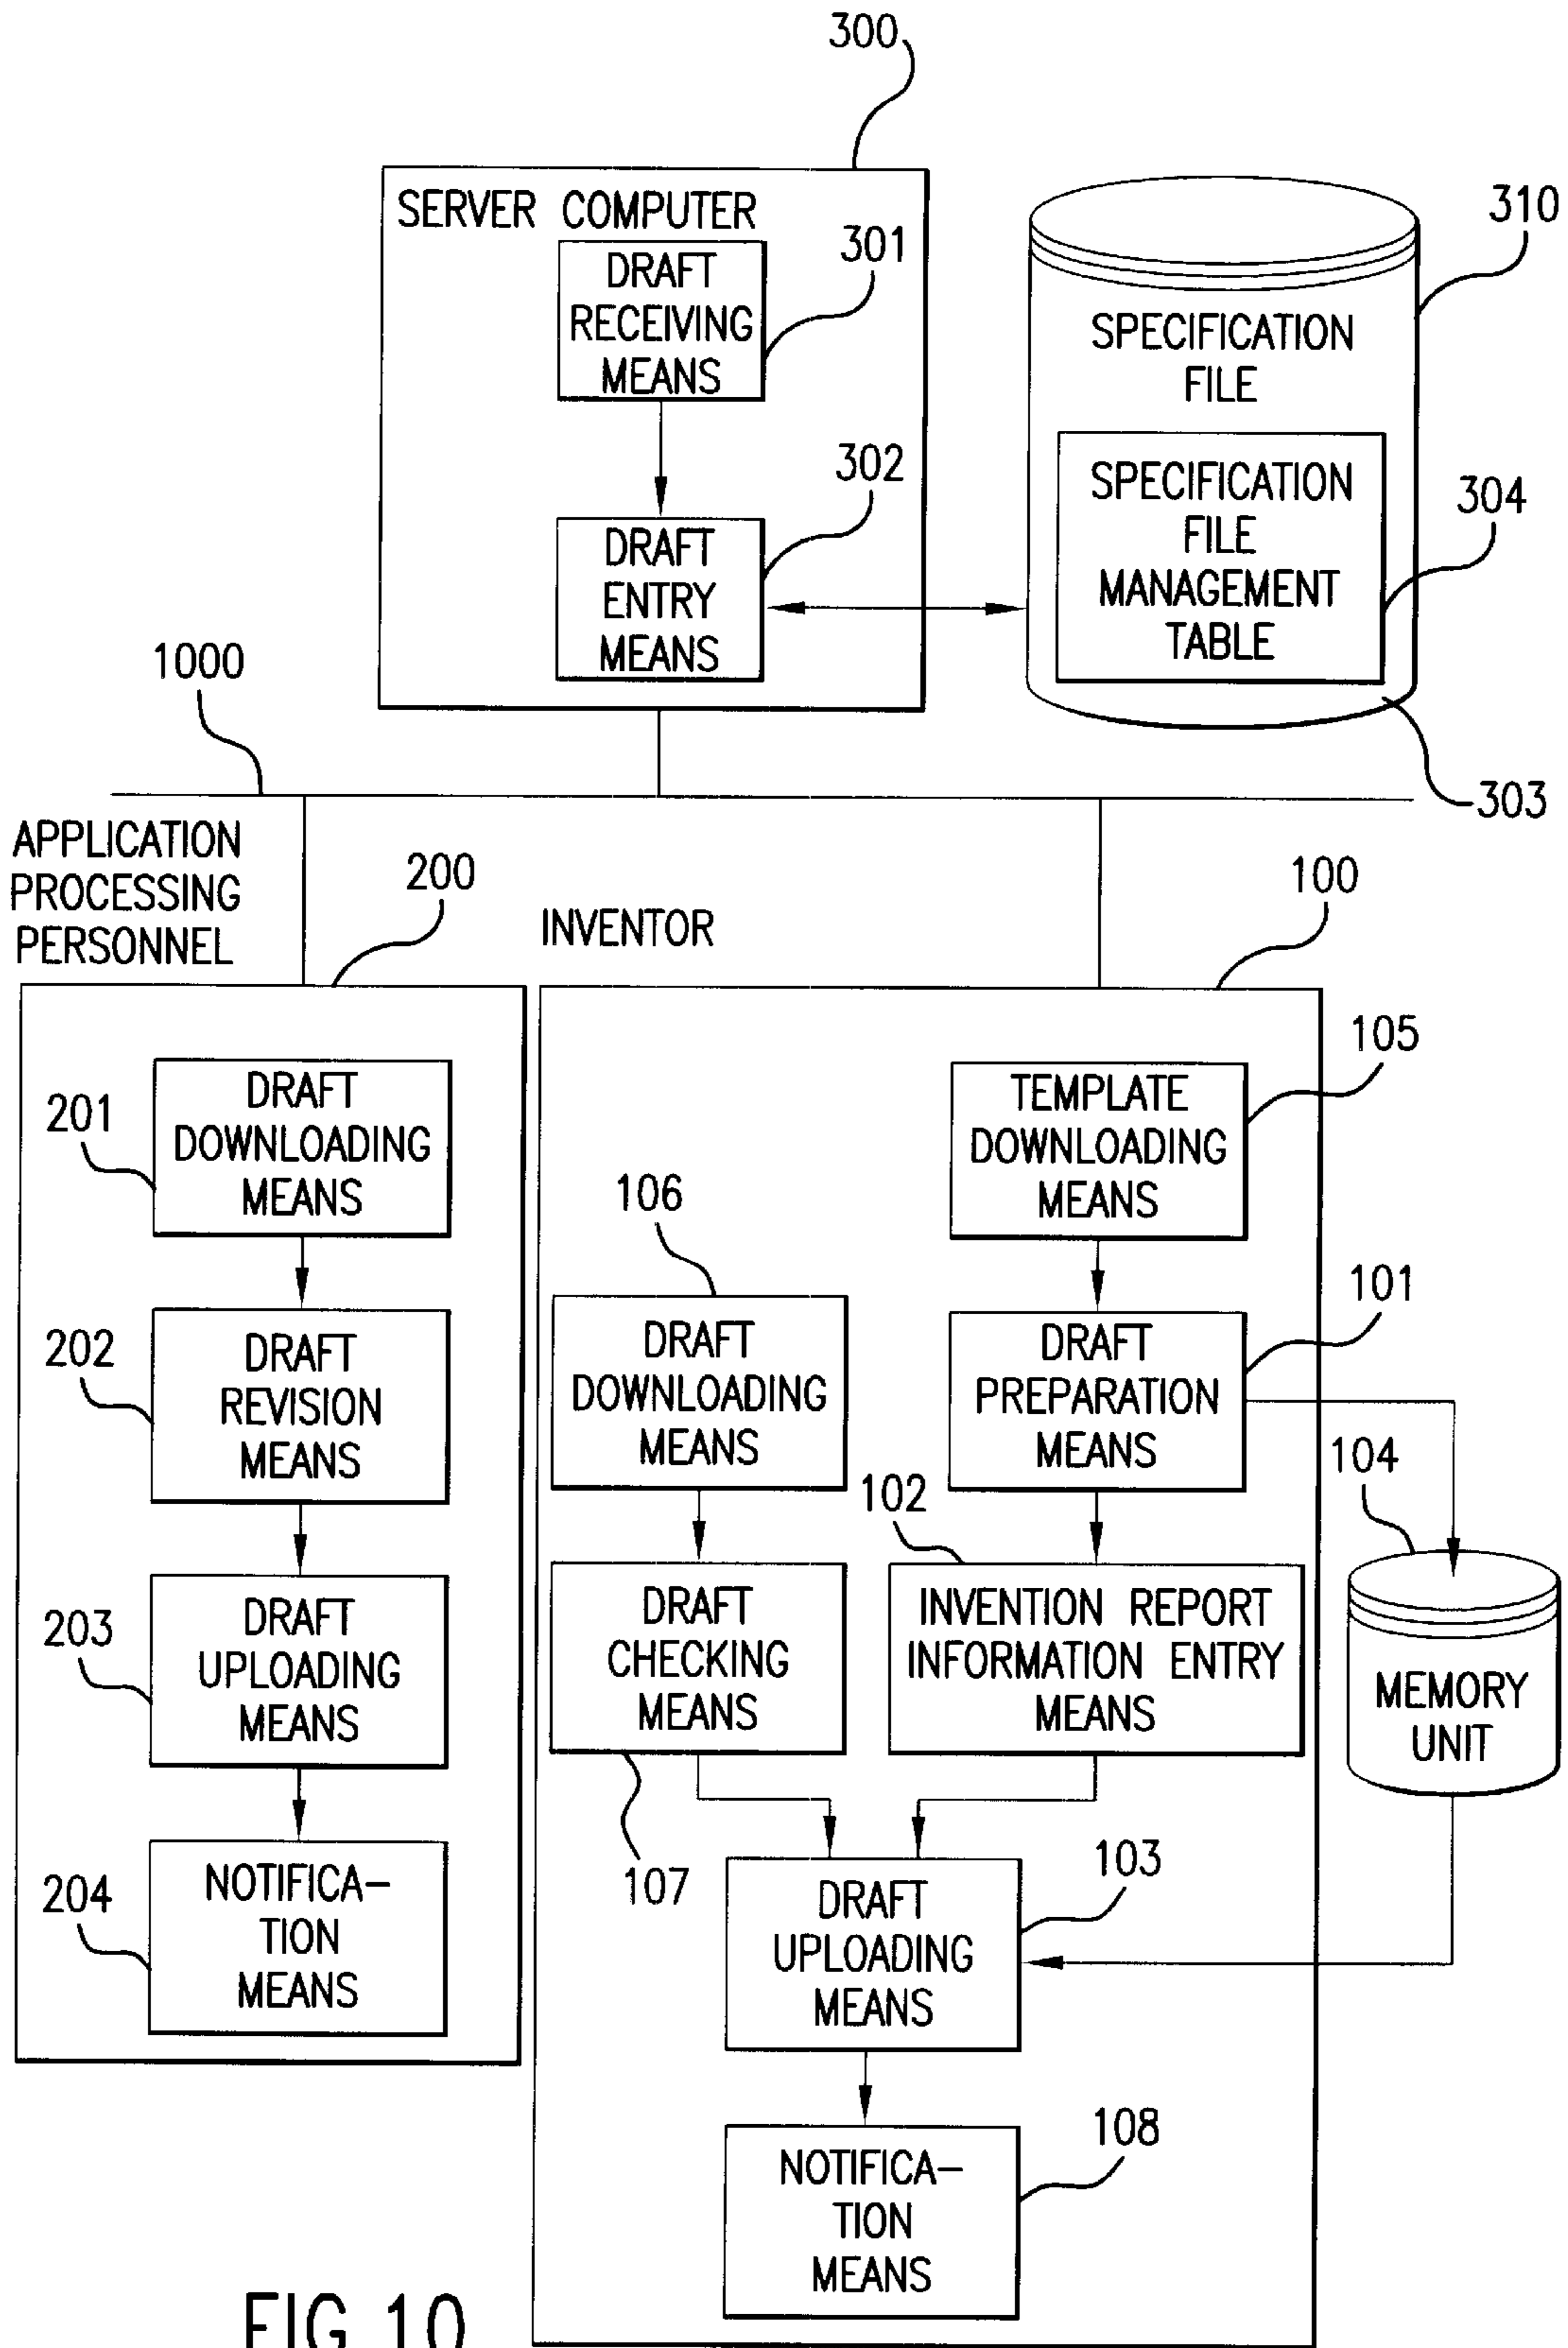 300
SERVER COMPUTER
301
DRAFT
RECEIVING
MEANS
302
DRAFT
ENTRY
MEANS
310
SPECIFICATION
FILE
SPECIFICATION
FILE
MANAGEMENT
TABLE
304
303
1000
APPLICATION
PROCESSING
PERSONNEL
200
201
DRAFT
DOWNLOADING
MEANS
202
DRAFT
REVISION
MEANS
203
DRAFT
UPLOADING
MEANS
204
NOTIFICA-
TION
MEANS
INVENTOR
100
105
TEMPLATE
DOWNLOADING
MEANS
106
DRAFT
DOWNLOADING
MEANS
101
DRAFT
PREPARATION
MEANS
104
MEMORY
UNIT
102
DRAFT
CHECKING
MEANS
107
INVENTION REPORT
INFORMATION ENTRY
MEANS
103
DRAFT
UPLOADING
MEANS
108
NOTIFICA-
TION
MEANS
FIG.10